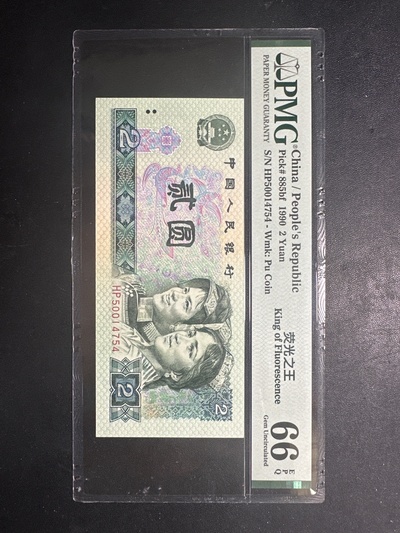 PMG
PAPER MONEY GUARANTY
China / People's Republic
Pick# 885bf 1990 2 Yuan
S/N HP50014754 - Wmk: Pu Coin
荧光之王
King of Fluorescence
66 EPQ
Gem Uncirculated
中国人民银行
贰圆
2
HP50014754
2
2